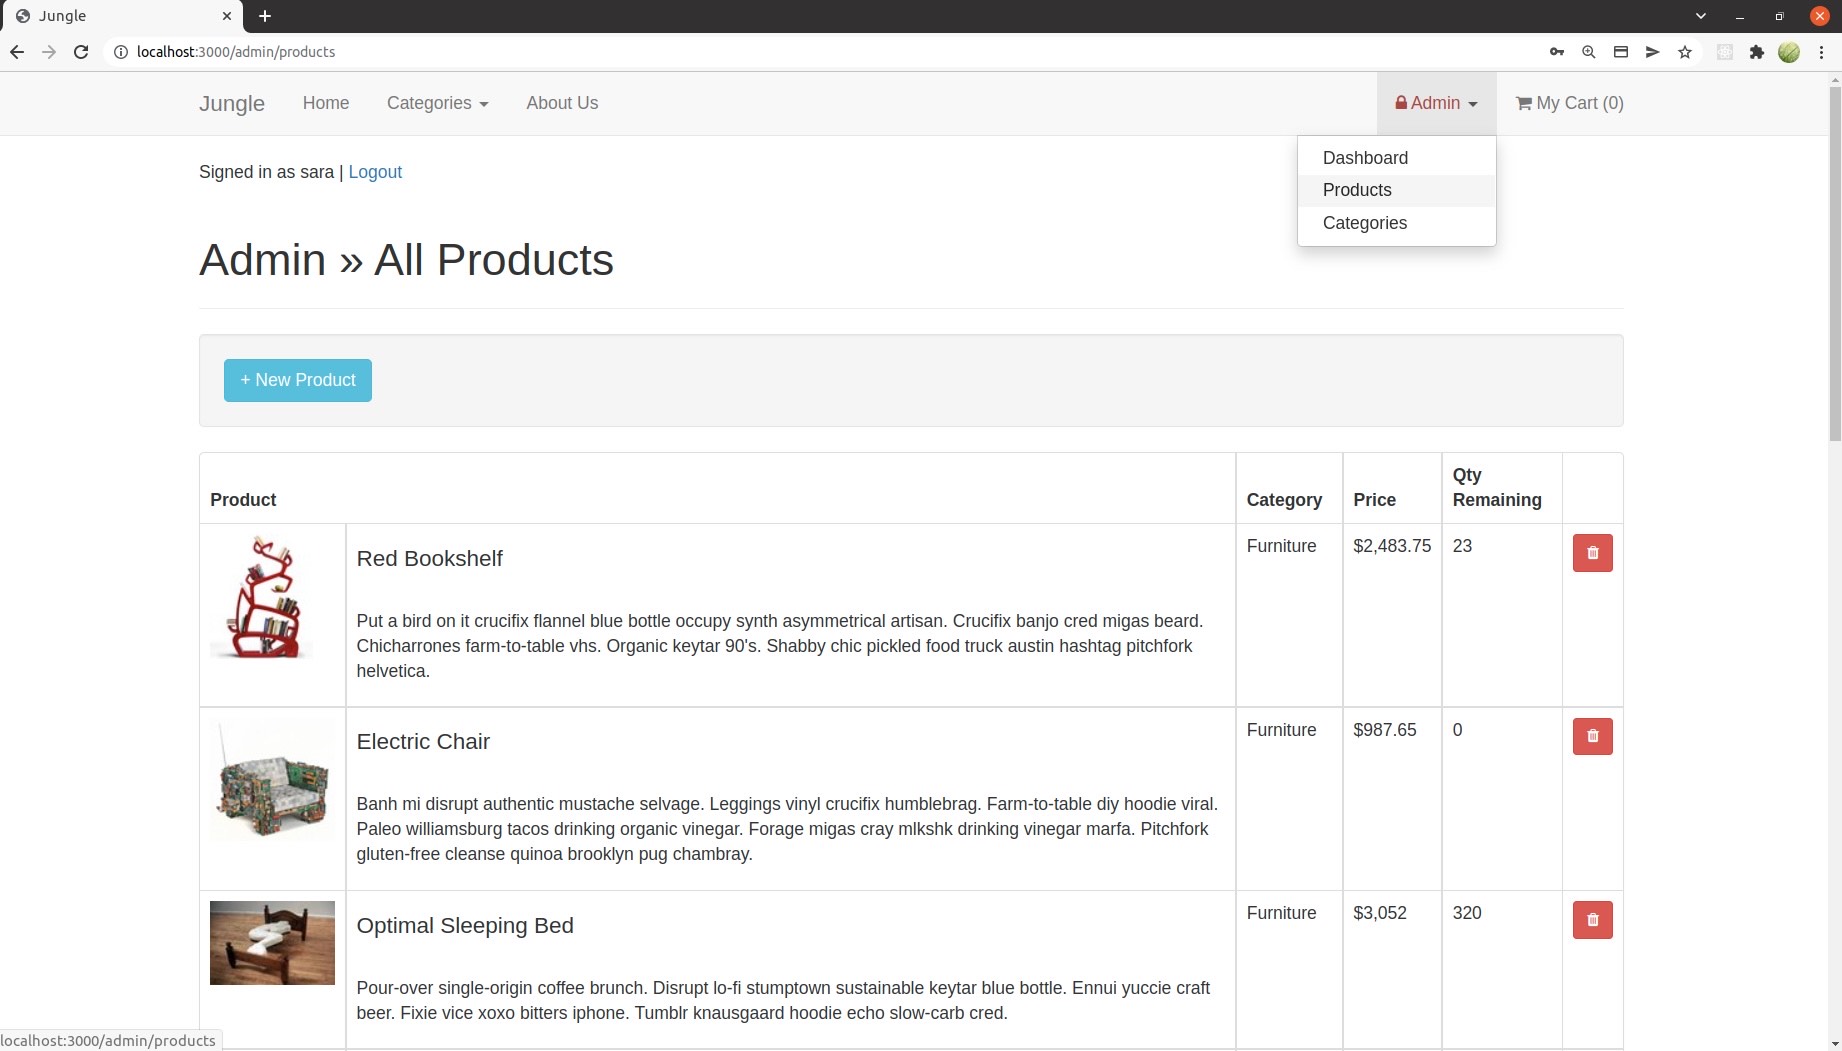 Jungle
localhost:3000/admin/products
Jungle Home Categories About Us Admin My Cart (0)
Dashboard
Products
Categories
Signed in as sara | Logout
Admin » All Products
+ New Product
Product Category Price Qty Remaining
Red Bookshelf
Furniture $2,483.75 23
Put a bird on it crucifix flannel blue bottle occupy synth asymmetrical artisan. Crucifix banjo cred migas beard.
Chicharrones farm-to-table vhs. Organic keytar 90's. Shabby chic pickled food truck austin hashtag pitchfork
helvetica.
Electric Chair
Furniture $987.65 0
Banh mi disrupt authentic mustache selvage. Leggings vinyl crucifix humblebrag. Farm-to-table diy hoodie viral.
Paleo williamsburg tacos drinking organic vinegar. Forage migas cray mlkshk drinking vinegar marfa. Pitchfork
gluten-free cleanse quinoa brooklyn pug chambray.
Optimal Sleeping Bed
Furniture $3,052 320
Pour-over single-origin coffee brunch. Disrupt lo-fi stumptown sustainable keytar blue bottle. Ennui yuccie craft
beer. Fixie vice xoxo bitters iphone. Tumblr knausgaard hoodie echo slow-carb cred.
localhost:3000/admin/products